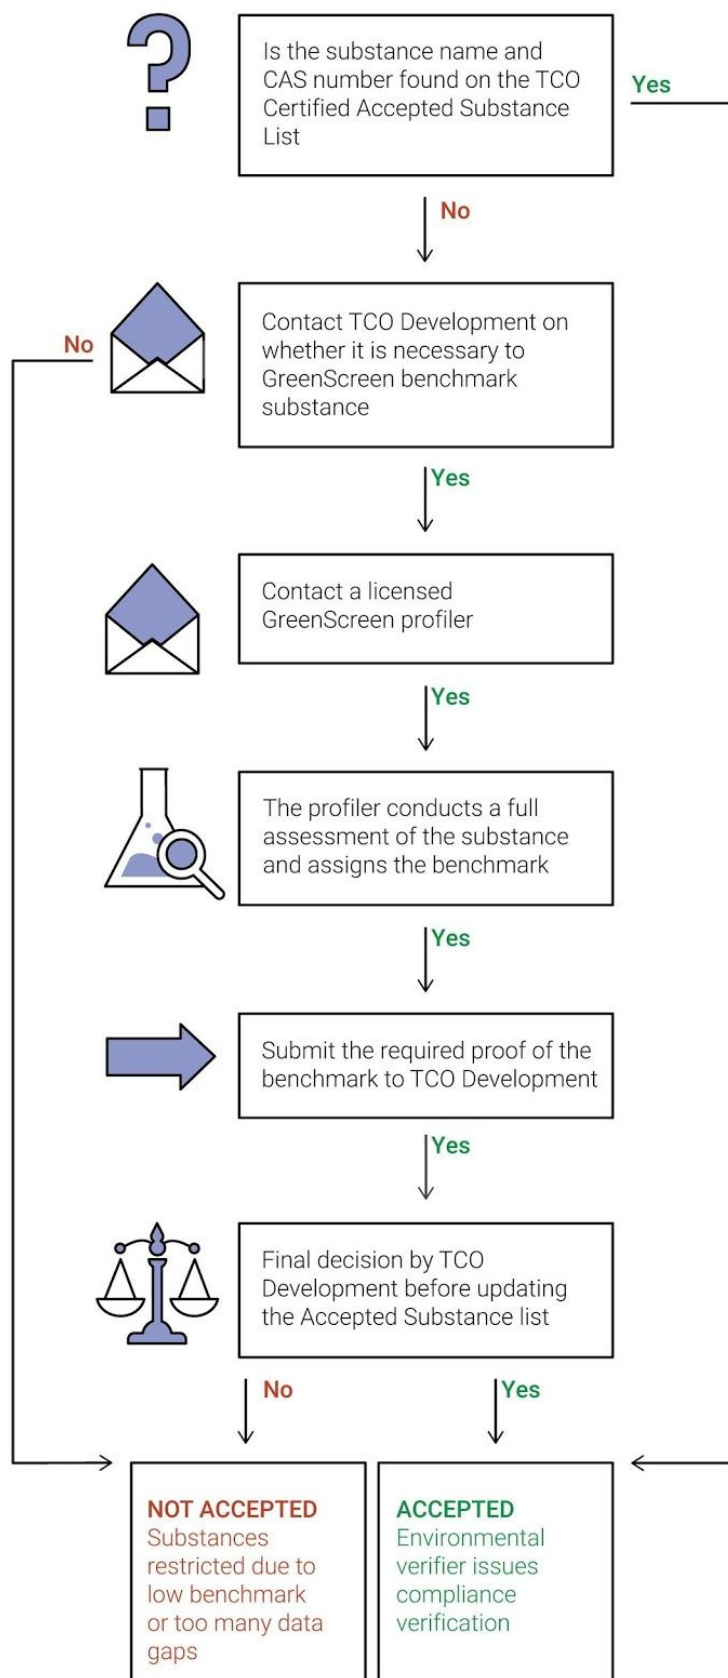 Is the substance name and
CAS number found on the TCO
Certified Accepted Substance
List
Yes
No
Contact TCO Development on
whether it is necessary to
GreenScreen benchmark
substance
No
Yes
Contact a licensed
GreenScreen profiler
Yes
The profiler conducts a full
assessment of the substance
and assigns the benchmark
Yes
Submit the required proof of the
benchmark to TCO Development
Yes
Final decision by TCO
Development before updating
the Accepted Substance list
No
Yes
NOT ACCEPTED
Substances
restricted due to
low benchmark
or too many data
gaps
ACCEPTED
Environmental
verifier issues
compliance
verification